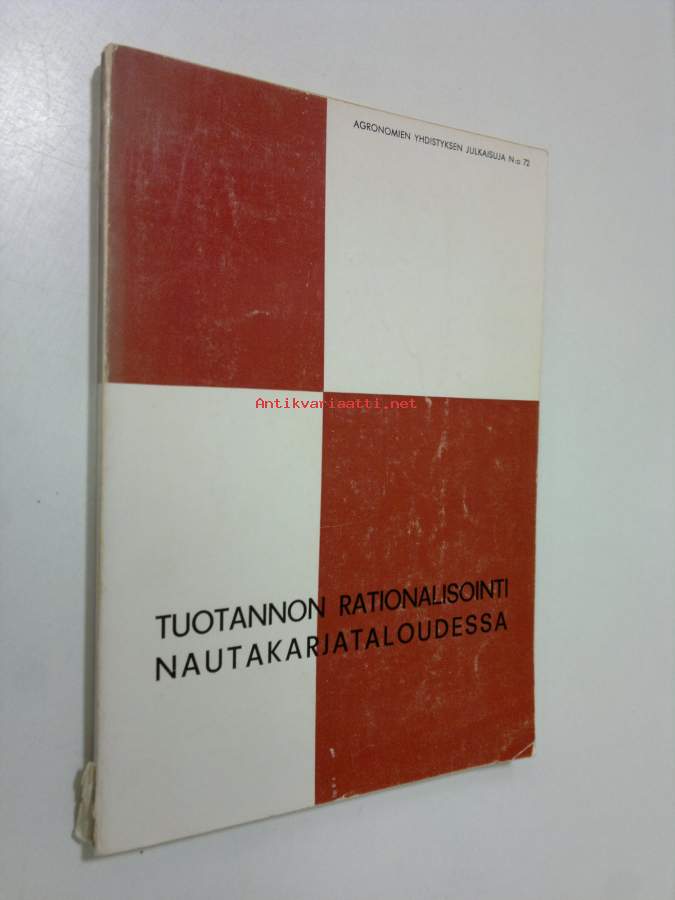 AGRONOMIEN YHDISTYKSEN JULKAISUJA N:o 72
Antikvariaatti.net
TUOTANNON RATIONALISOINTI
NAUTAKARJATALOUDESSA